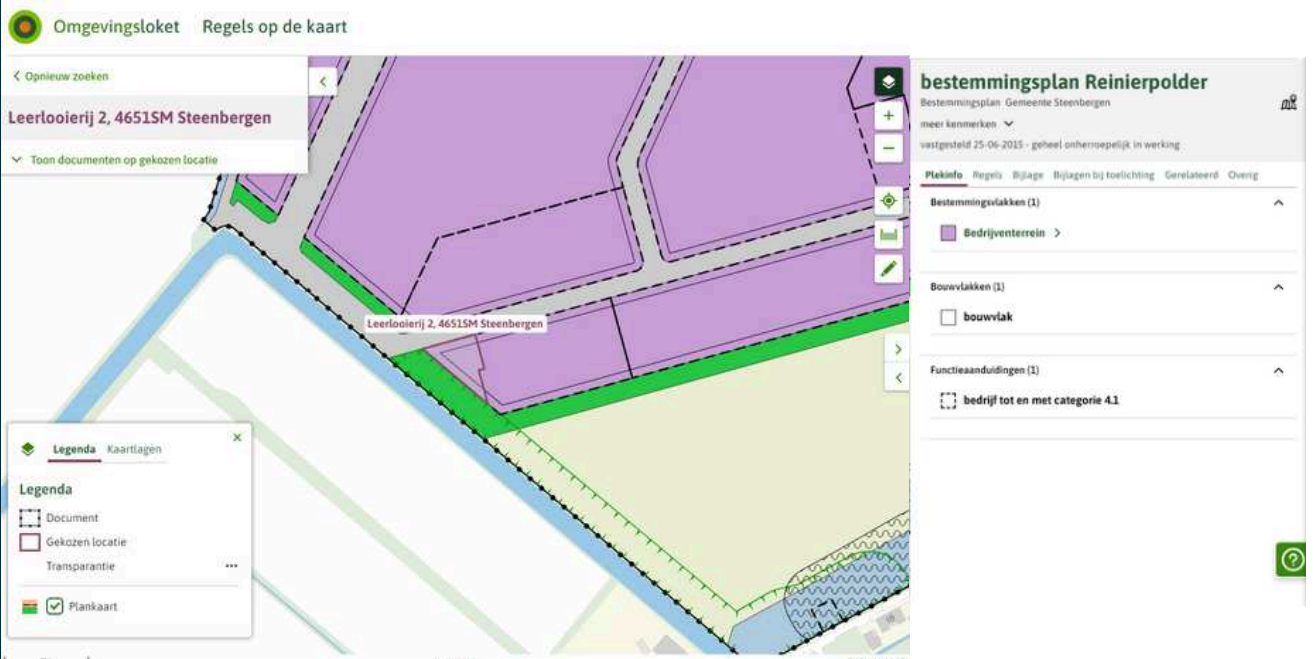 Omgevingsloket Regels op de kaart
Opnieuw zoeken
Leerlooierij 2, 4651SM Steenbergen
Toon documenten op gekozen locatie
Leerlooierij 2, 4651SM Steenbergen
Legenda Kaartlagen
Legenda
Document
Gekozen locatie
Transparantie
Plankaart
bestemmingsplan Reinierpolder
Bestemmingsplan Gemeente Steenbergen
meer kenmerken
vastgesteld 25-06-2015 - geheel onherroepelijk in werking
Plekinfo Regels Bijlage Bijlagen bij toelichting Gerelateerd Overig
Bestemmingsvlakken (1)
Bedrijventerrein
Bouwvlakken (1)
bouwvlak
Functieaanduidingen (1)
bedrijf tot en met categorie 4.1